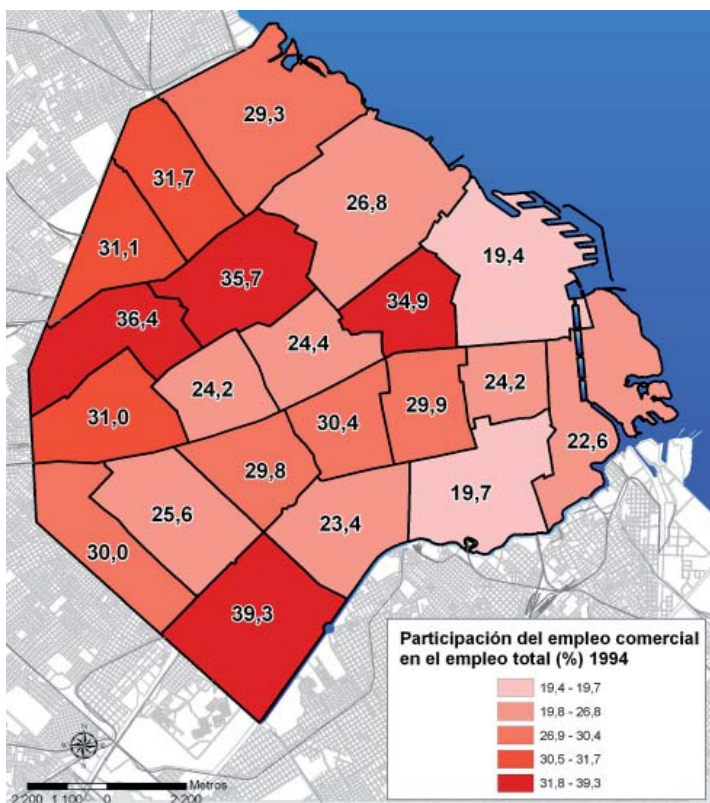 29,3
31,7
26,8
31,1
19,4
35,7
34,9
36,4
24,4
24,2
24,2
31,0
29,9
30,4
22,6
29,8
19,7
25,6
23,4
30,0
39,3
Participación del empleo comercial
en el empleo total (%) 1994
19,4 - 19,7
19,8 - 26,8
26,9 - 30,4
30,5 - 31,7
31,8 - 39,3
Metros
2.200 1.100 0 2.200